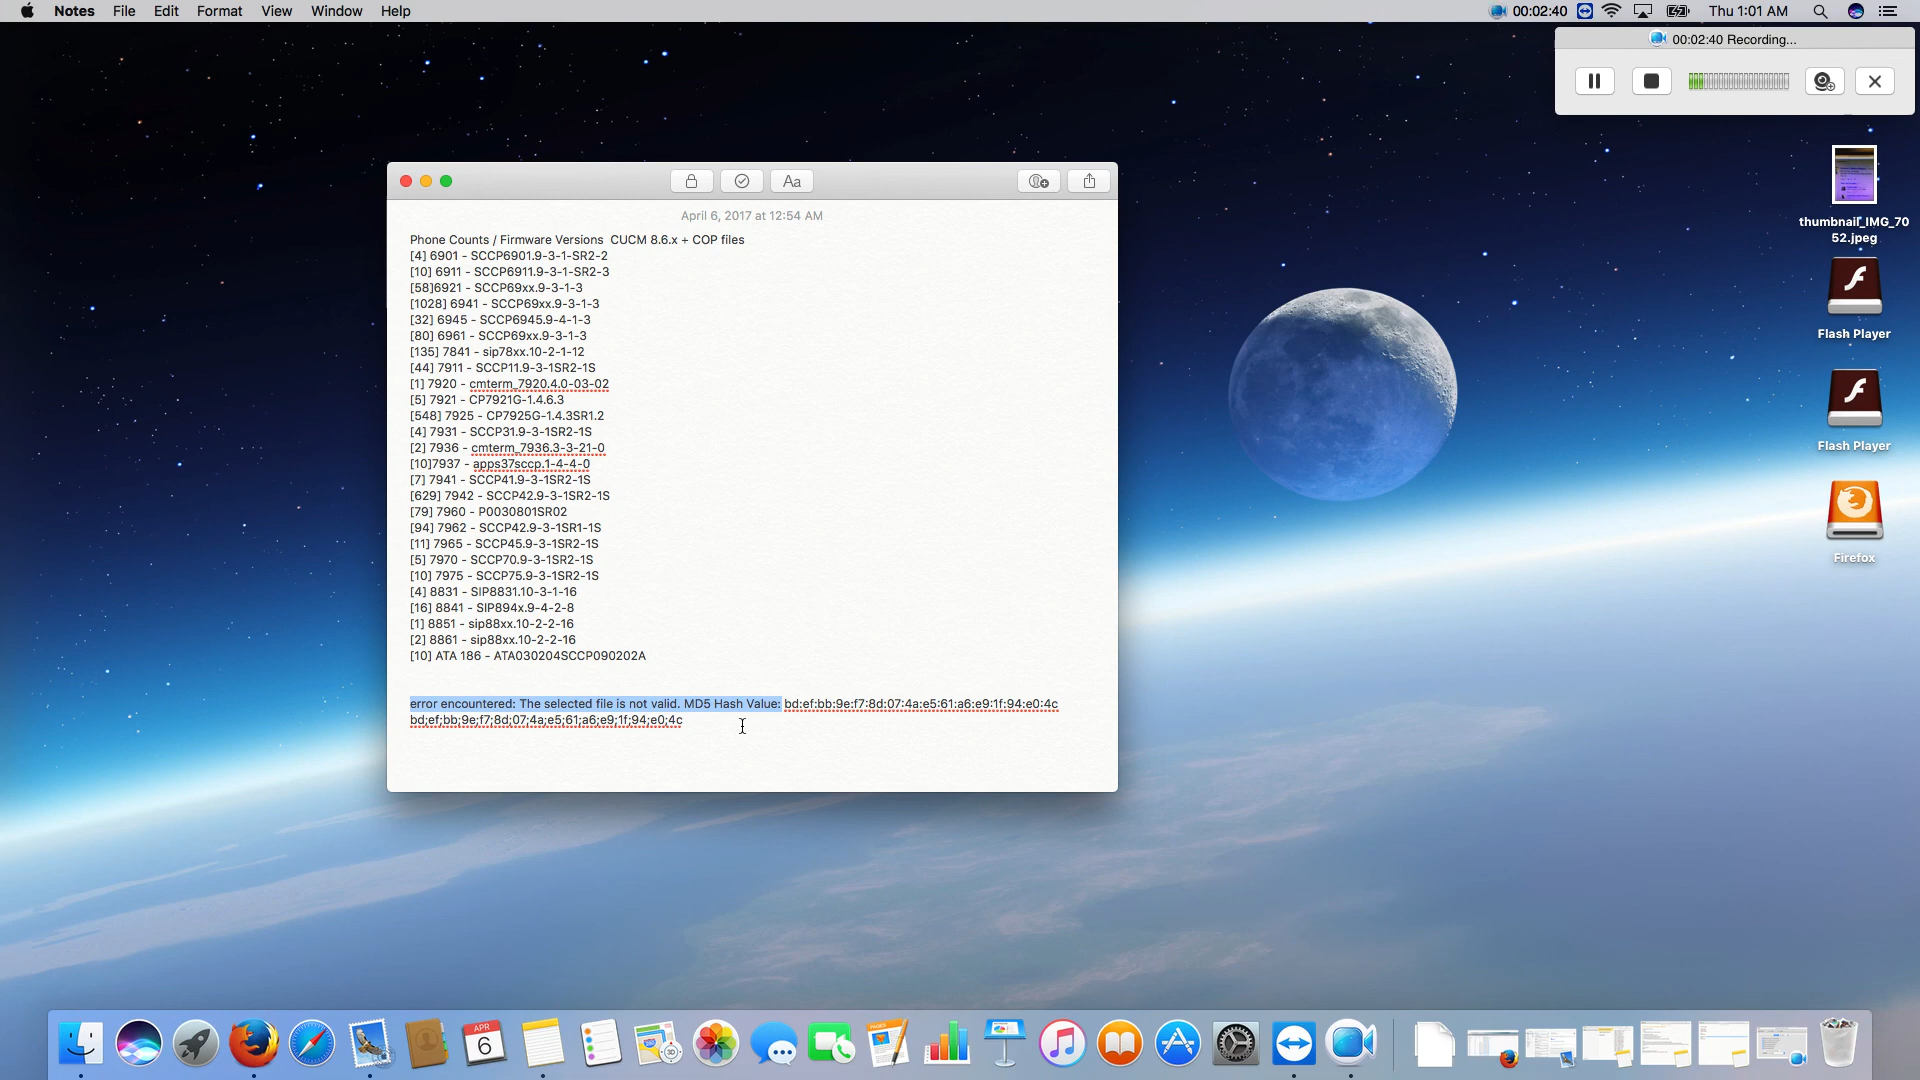 Notes File Edit Format View Window Help
00:02:40 Thu 1:01 AM
00:02:40 Recording...
Aa
April 6, 2017 at 12:54 AM
Phone Counts / Firmware Versions CUCM 8.6.x + COP files
[4] 6901 - SCCP6901.9-3-1-SR2-2
[10] 6911 - SCCP6911.9-3-1-SR2-3
[58]6921 - SCCP69xx.9-3-1-3
[1028] 6941 - SCCP69xx.9-3-1-3
[32] 6945 - SCCP6945.9-4-1-3
[80] 6961 - SCCP69xx.9-3-1-3
[135] 7841 - sip78xx.10-2-1-12
[44] 7911 - SCCP11.9-3-1SR2-1S
[1] 7920 - cmterm_7920.4.0-03-02
[5] 7921 - CP7921G-1.4.6.3
[548] 7925 - CP7925G-1.4.3SR1.2
[4] 7931 - SCCP31.9-3-1SR2-1S
[2] 7936 - cmterm_7936.3-3-21-0
[10]7937 - apps37sccp.1-4-4-0
[7] 7941 - SCCP41.9-3-1SR2-1S
[629] 7942 - SCCP42.9-3-1SR2-1S
[79] 7960 - P0030801SR02
[94] 7962 - SCCP42.9-3-1SR1-1S
[11] 7965 - SCCP45.9-3-1SR2-1S
[5] 7970 - SCCP70.9-3-1SR2-1S
[10] 7975 - SCCP75.9-3-1SR2-1S
[4] 8831 - SIP8831.10-3-1-16
[16] 8841 - SIP894x.9-4-2-8
[1] 8851 - sip88xx.10-2-2-16
[2] 8861 - sip88xx.10-2-2-16
[10] ATA 186 - ATA030204SCCP090202A
error encountered: The selected file is not valid. MD5 Hash Value: bd:ef:bb:9e:f7:8d:07:4a:e5:61:a6:e9:1f:94:e0:4c
bd;ef;bb;9e;f7;8d;07;4a;e5;61;a6;e9;1f;94;e0;4c
thumbnail_IMG_70
52.jpeg
Flash Player
Flash Player
Firefox
APR
6
PAGES
3D